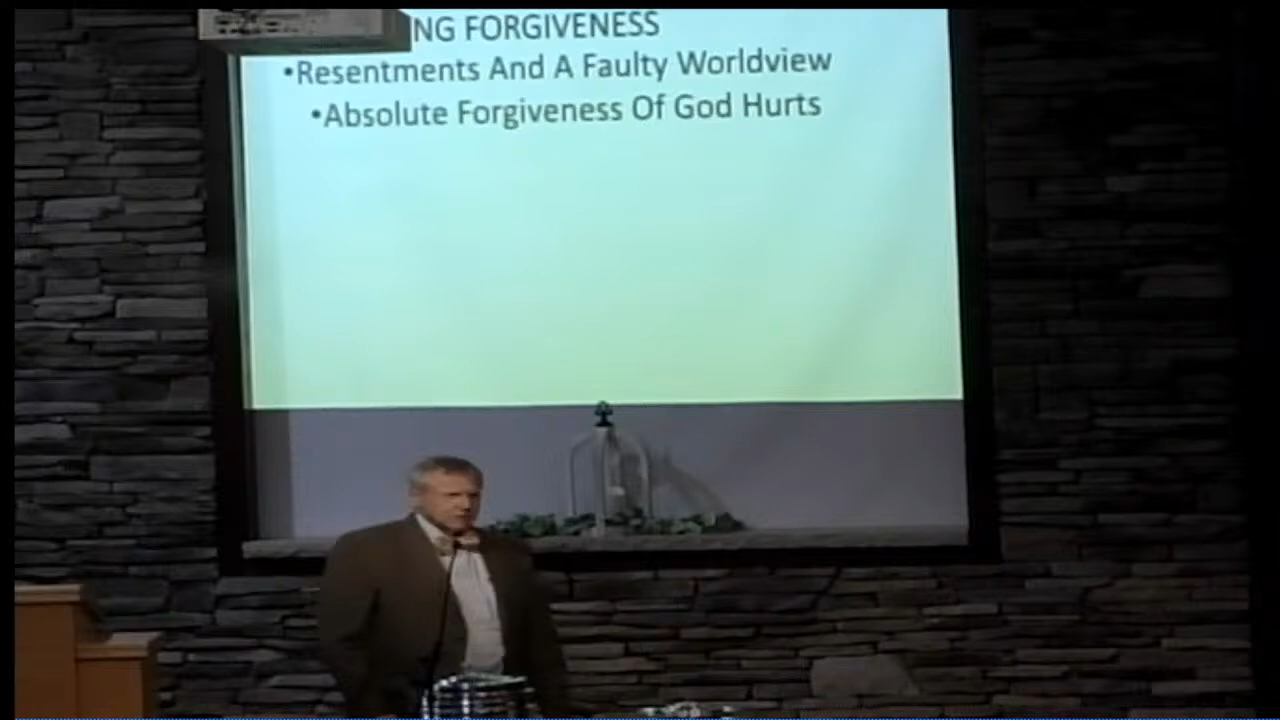 NG FORGIVENESS
•Resentments And A Faulty Worldview
•Absolute Forgiveness Of God Hurts